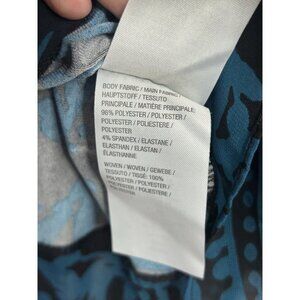 BODY FABRIC / MAIN FABRIC /
HAUPTSTOFF / TESSUTO
PRINCIPALE / MATIÈRE PRINCIPALE:
96% POLYESTER / POLYESTER /
POLYESTER / POLIESTERE /
POLYESTER
4% SPANDEX / ELASTANE /
ELASTHAN / ELASTAN /
ÉLASTHANNE
WOVEN / WOVEN / GEWEBE /
TESSUTO / TISSÉ: 100%
POLYESTER / POLYESTER /
POLYESTER / POLIESTERE /
POLYESTER